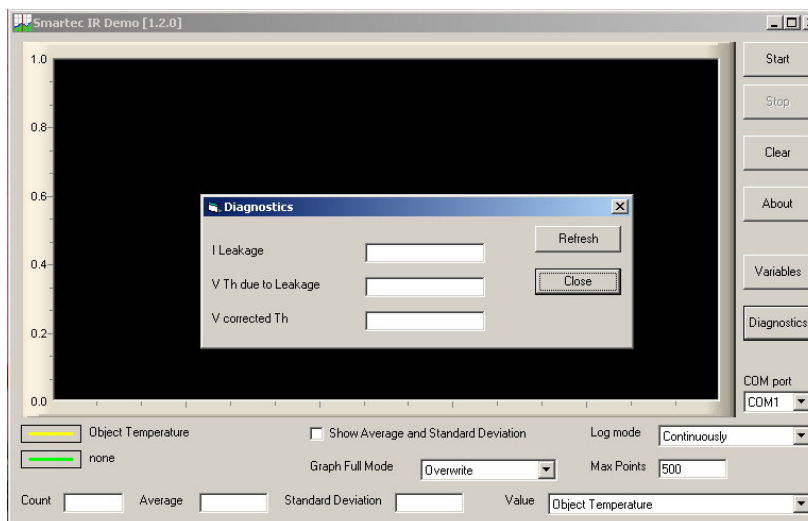 Smartec IR Demo [1.2.0]
1.0
0.8
0.6
0.4
0.2
0.0
Diagnostics
I Leakage
V Th due to Leakage
V corrected Th
Refresh
Close
Start
Stop
Clear
About
Variables
Diagnostics
COM port
COM1
Object Temperature
none
Show Average and Standard Deviation
Graph Full Mode Overwrite
Log mode Continuously
Max Points 500
Count Average Standard Deviation Value Object Temperature